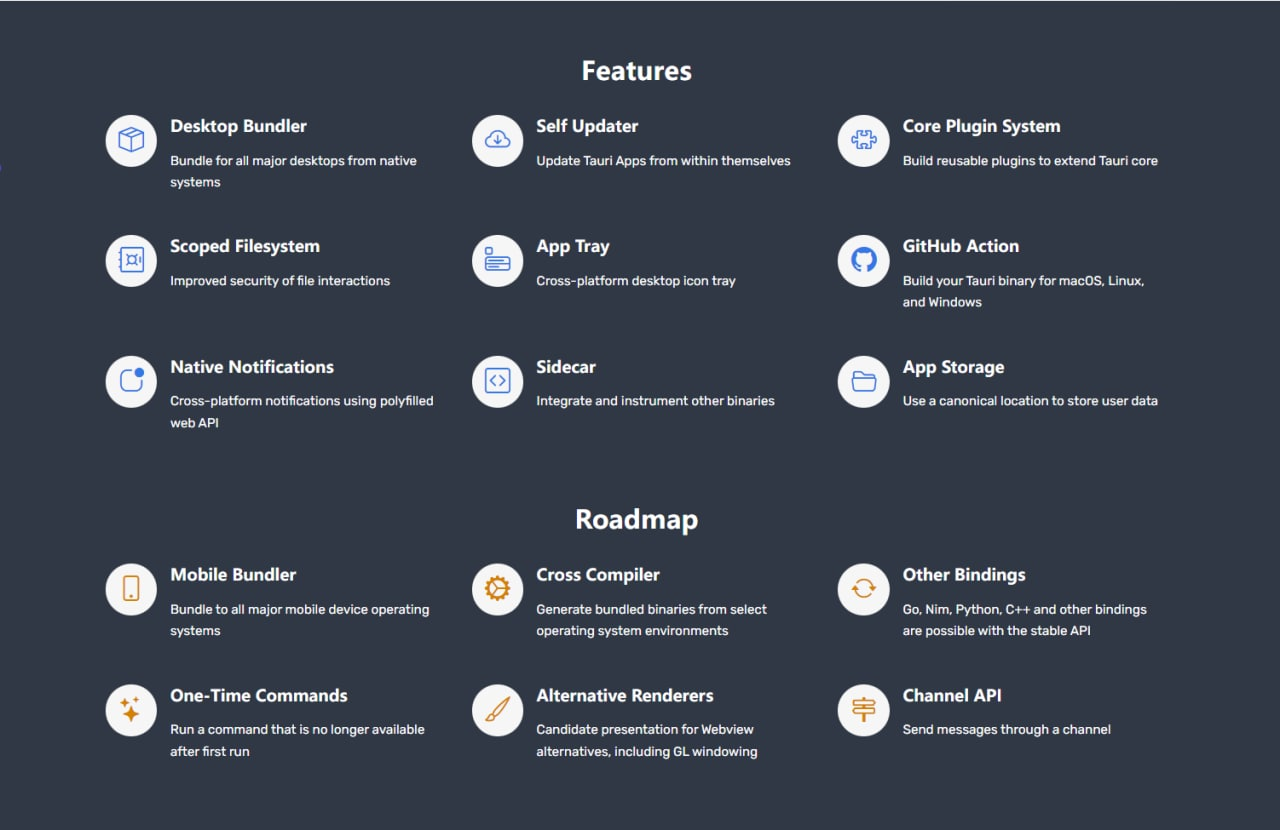 Features
Desktop Bundler
Bundle for all major desktops from native
systems
Self Updater
Update Tauri Apps from within themselves
Core Plugin System
Build reusable plugins to extend Tauri core
Scoped Filesystem
Improved security of file interactions
App Tray
Cross-platform desktop icon tray
GitHub Action
Build your Tauri binary for macOS, Linux,
and Windows
Native Notifications
Cross-platform notifications using polyfilled
web API
Sidecar
Integrate and instrument other binaries
App Storage
Use a canonical location to store user data
Roadmap
Mobile Bundler
Bundle to all major mobile device operating
systems
Cross Compiler
Generate bundled binaries from select
operating system environments
Other Bindings
Go, Nim, Python, C++ and other bindings
are possible with the stable API
One-Time Commands
Run a command that is no longer available
after first run
Alternative Renderers
Candidate presentation for Webview
alternatives, including GL windowing
Channel API
Send messages through a channel